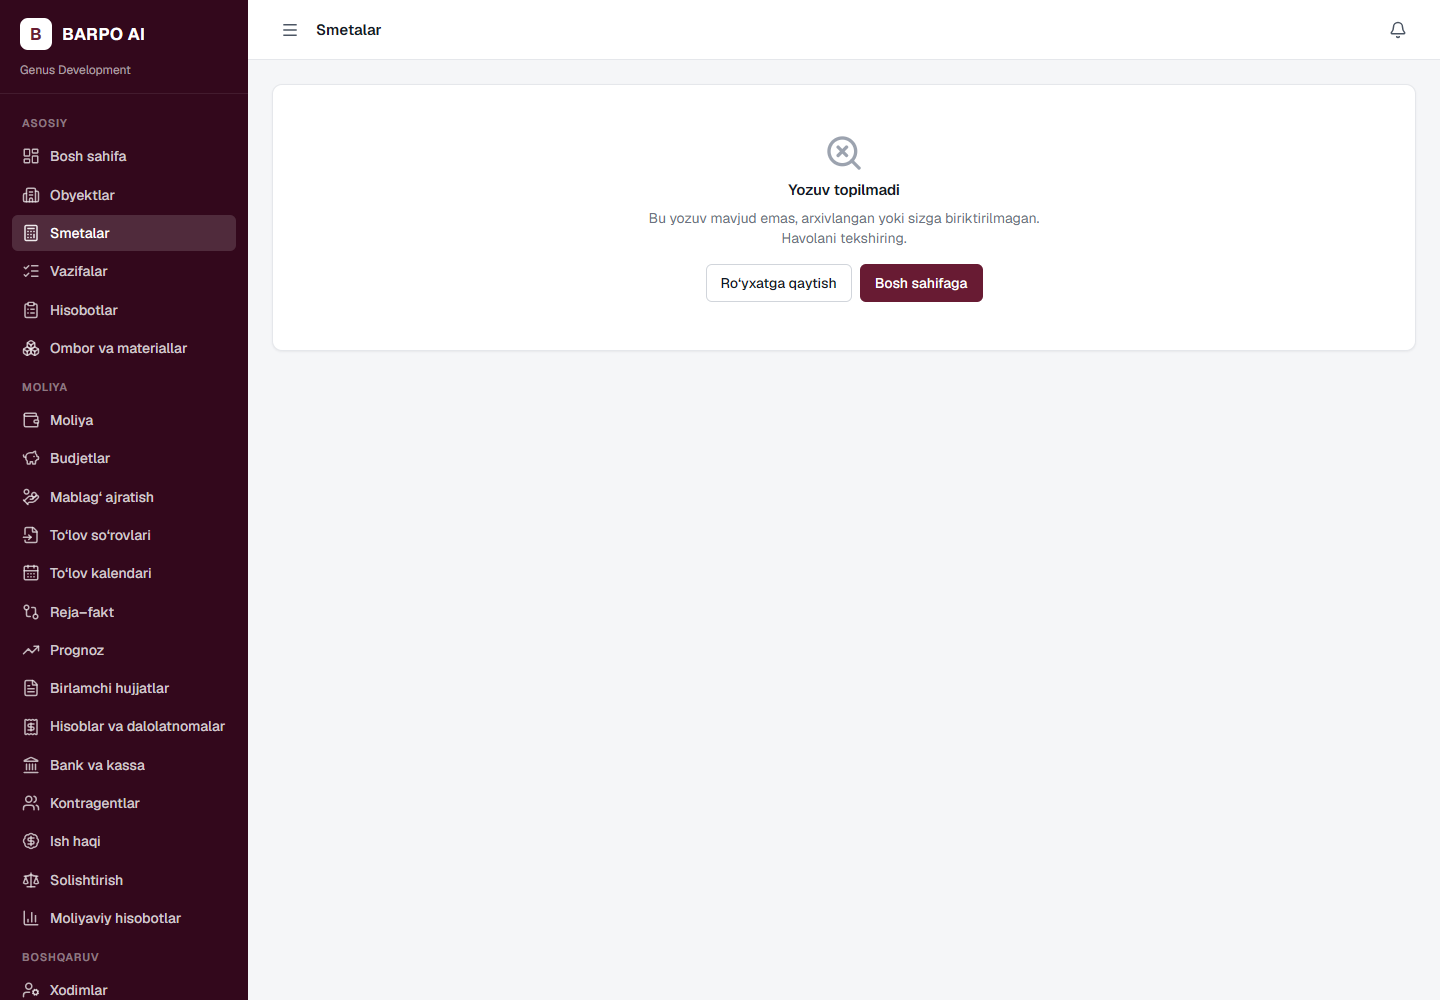 B
BARPO AI
Genus Development
ASOSIY
Bosh sahifa
Obyektlar
Smetalar
Vazifalar
Hisobotlar
Ombor va materiallar
MOLIYA
Moliya
Budjetlar
Mablag‘ ajratish
To‘lov so‘rovlari
To‘lov kalendari
Reja–fakt
Prognoz
Birlamchi hujjatlar
Hisoblar va dalolatnomalar
Bank va kassa
Kontragentlar
Ish haqi
Solishtirish
Moliyaviy hisobotlar
BOSHQARUV
Xodimlar
Smetalar
Yozuv topilmadi
Bu yozuv mavjud emas, arxivlangan yoki sizga biriktirilmagan.
Havolani tekshiring.
Ro‘yxatga qaytish
Bosh sahifaga